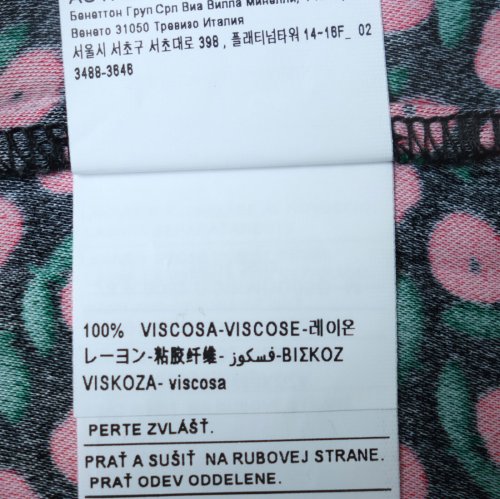 Бенеттон Груп Срл Виа Вилла Минелли,
Венето 31050 Тревизо Италия
서울시 서초구 서초대로 398 , 플래티넘타워 14-16F_ 02
3488-3646
100% VISCOSA-VISCOSE-레이온
レーヨン-粘胶纤维-فسكوز-ΒΙΣΚΟΖ
VISKOZA- viscosa
PERTE ZVLÁŠŤ.
PRAŤ A SUŠIŤ NA RUBOVEJ STRANE.
PRAŤ ODEV ODDELENE.